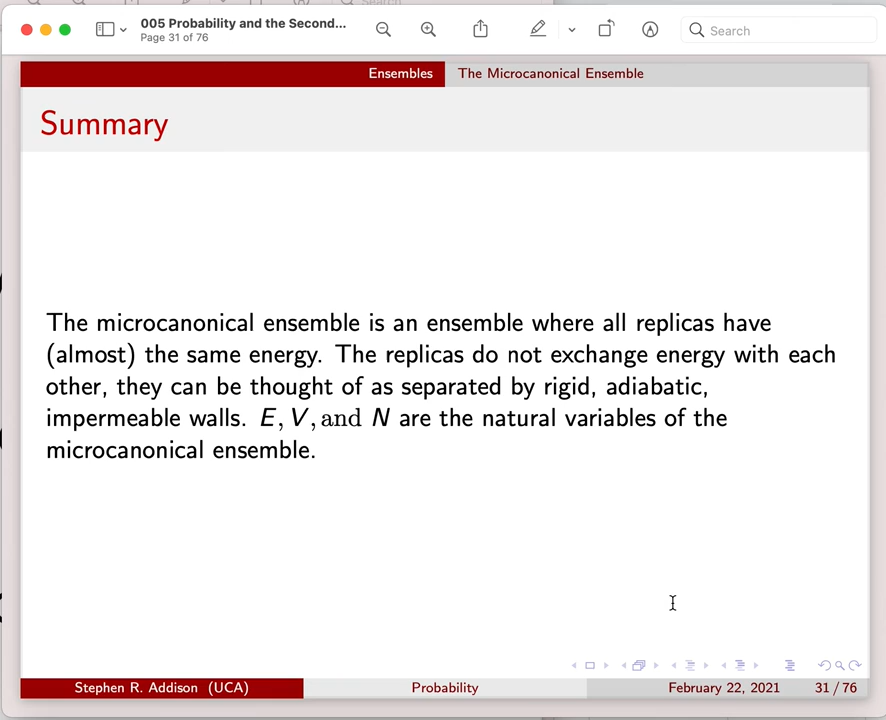 005 Probability and the Second...
Page 31 of 76
Search
Ensembles The Microcanonical Ensemble
Summary
The microcanonical ensemble is an ensemble where all replicas have
(almost) the same energy. The replicas do not exchange energy with each
other, they can be thought of as separated by rigid, adiabatic,
impermeable walls. E, V, and N are the natural variables of the
microcanonical ensemble.
Stephen R. Addison (UCA) Probability February 22, 2021 31 / 76